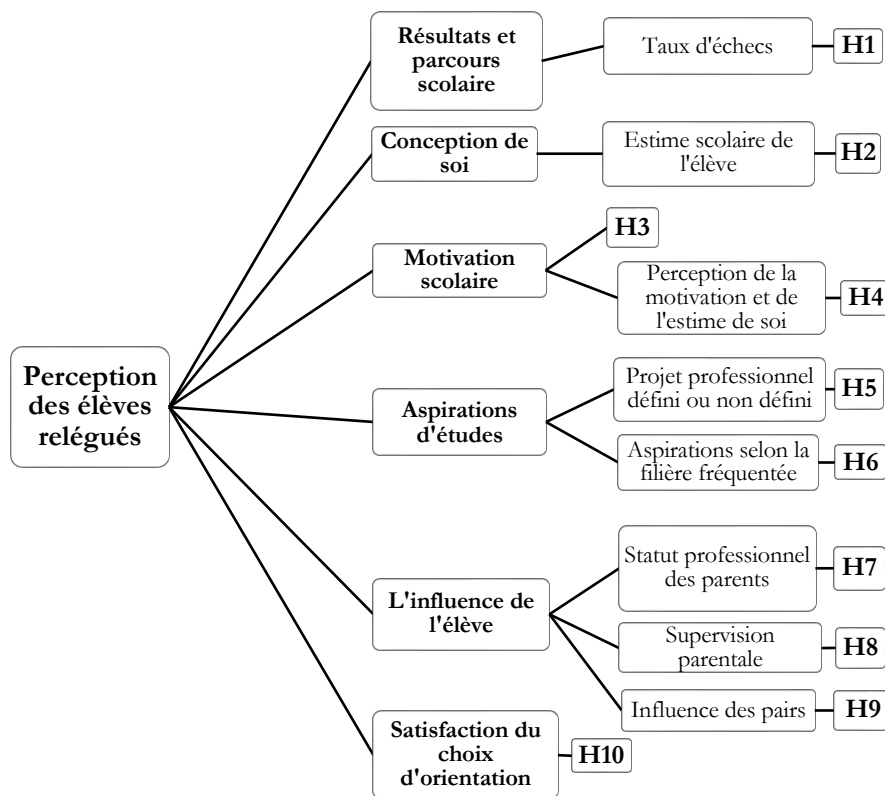 Résultats et
parcours
scolaire
Taux d'échecs
H1
Conception de
soi
Estime scolaire de
l'élève
H2
Motivation
scolaire
H3
Perception de la
motivation et de
l'estime de soi
H4
Perception
des élèves
relégués
Aspirations
d'études
Projet professionnel
défini ou non défini
H5
Aspirations selon la
filière fréquentée
H6
L'influence de
l'élève
Statut professionnel
des parents
H7
Supervision
parentale
H8
Influence des pairs
H9
Satisfaction du
choix
d'orientation
H10